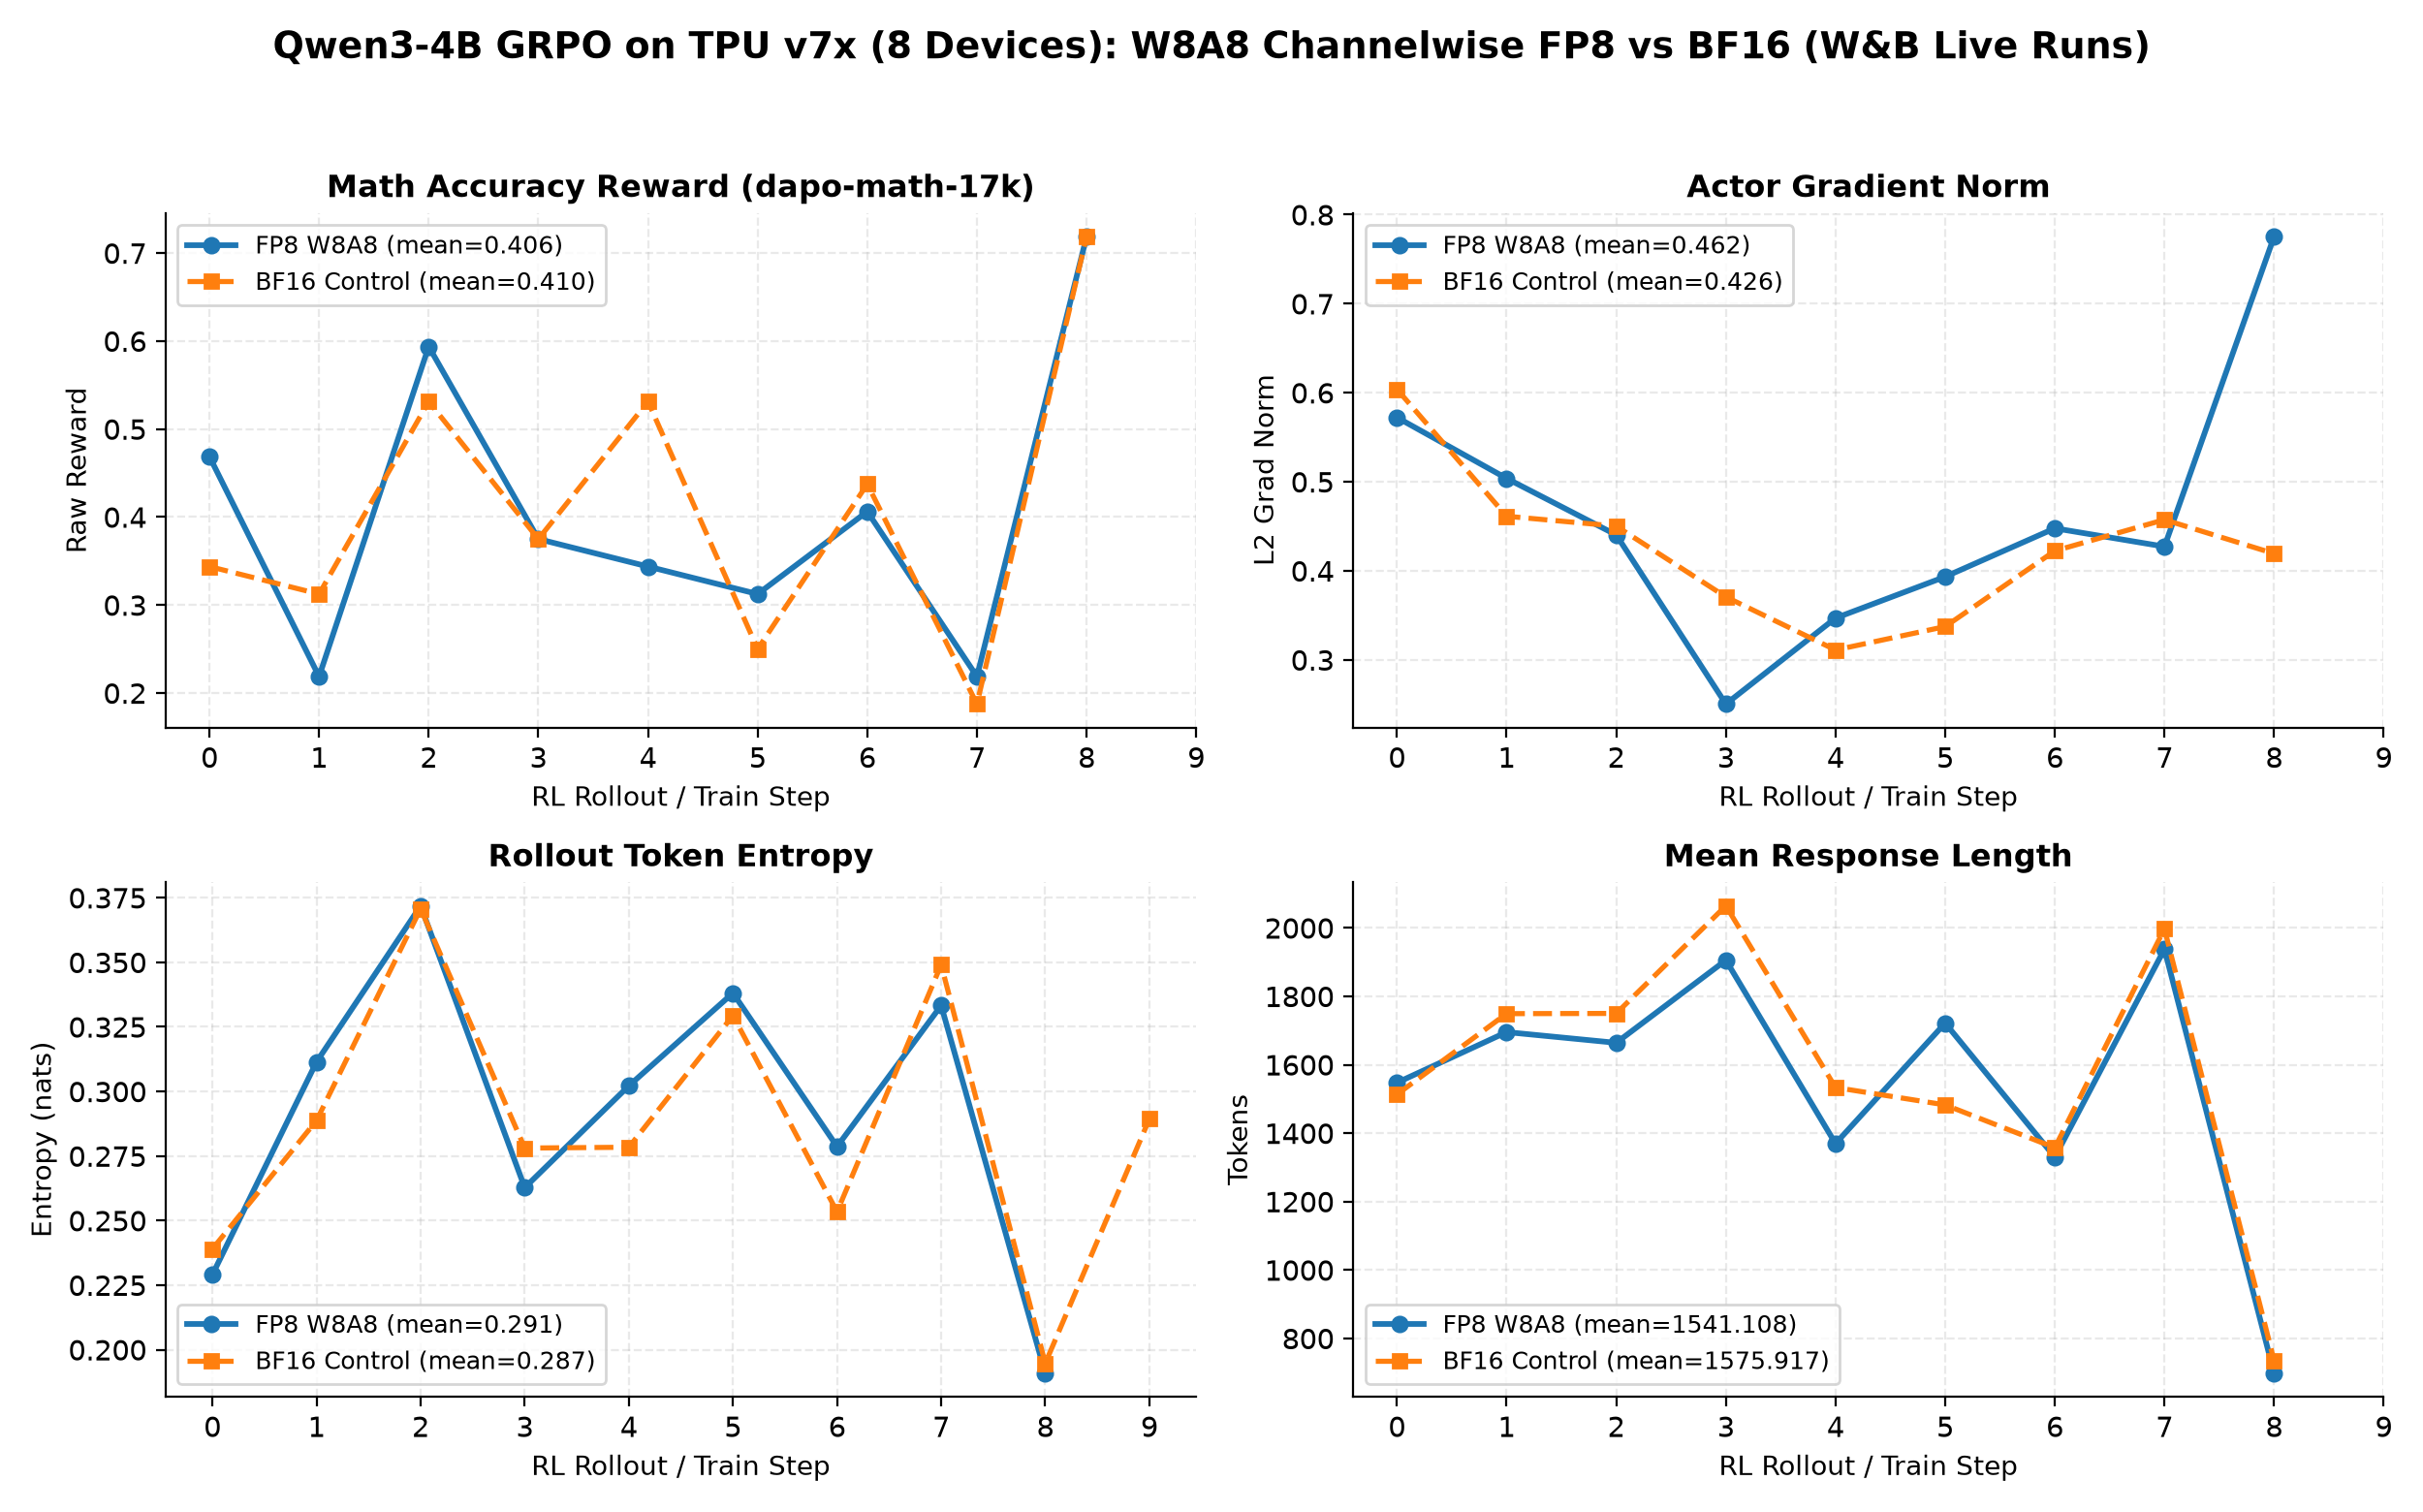 Qwen3-4B GRPO on TPU v7x (8 Devices): W8A8 Channelwise FP8 vs BF16 (W&B Live Runs)
Math Accuracy Reward (dapo-math-17k)
FP8 W8A8 (mean=0.406)
BF16 Control (mean=0.410)
Raw Reward
0.7
0.6
0.5
0.4
0.3
0.2
0 1 2 3 4 5 6 7 8 9
RL Rollout / Train Step
Actor Gradient Norm
FP8 W8A8 (mean=0.462)
BF16 Control (mean=0.426)
L2 Grad Norm
0.8
0.7
0.6
0.5
0.4
0.3
0 1 2 3 4 5 6 7 8 9
RL Rollout / Train Step
Rollout Token Entropy
Entropy (nats)
0.375
0.350
0.325
0.300
0.275
0.250
0.225
0.200
FP8 W8A8 (mean=0.291)
BF16 Control (mean=0.287)
0 1 2 3 4 5 6 7 8 9
RL Rollout / Train Step
Mean Response Length
Tokens
2000
1800
1600
1400
1200
1000
800
FP8 W8A8 (mean=1541.108)
BF16 Control (mean=1575.917)
0 1 2 3 4 5 6 7 8 9
RL Rollout / Train Step